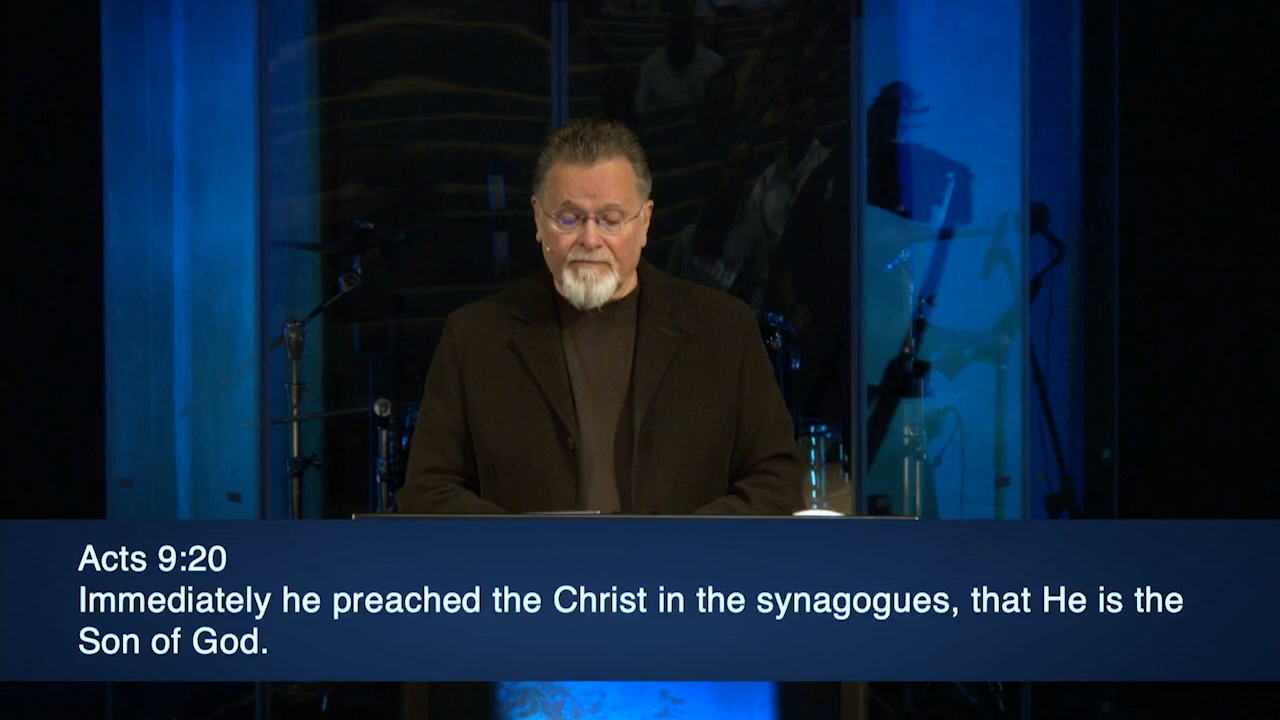 Acts 9:20
Immediately he preached the Christ in the synagogues, that He is the
Son of God.